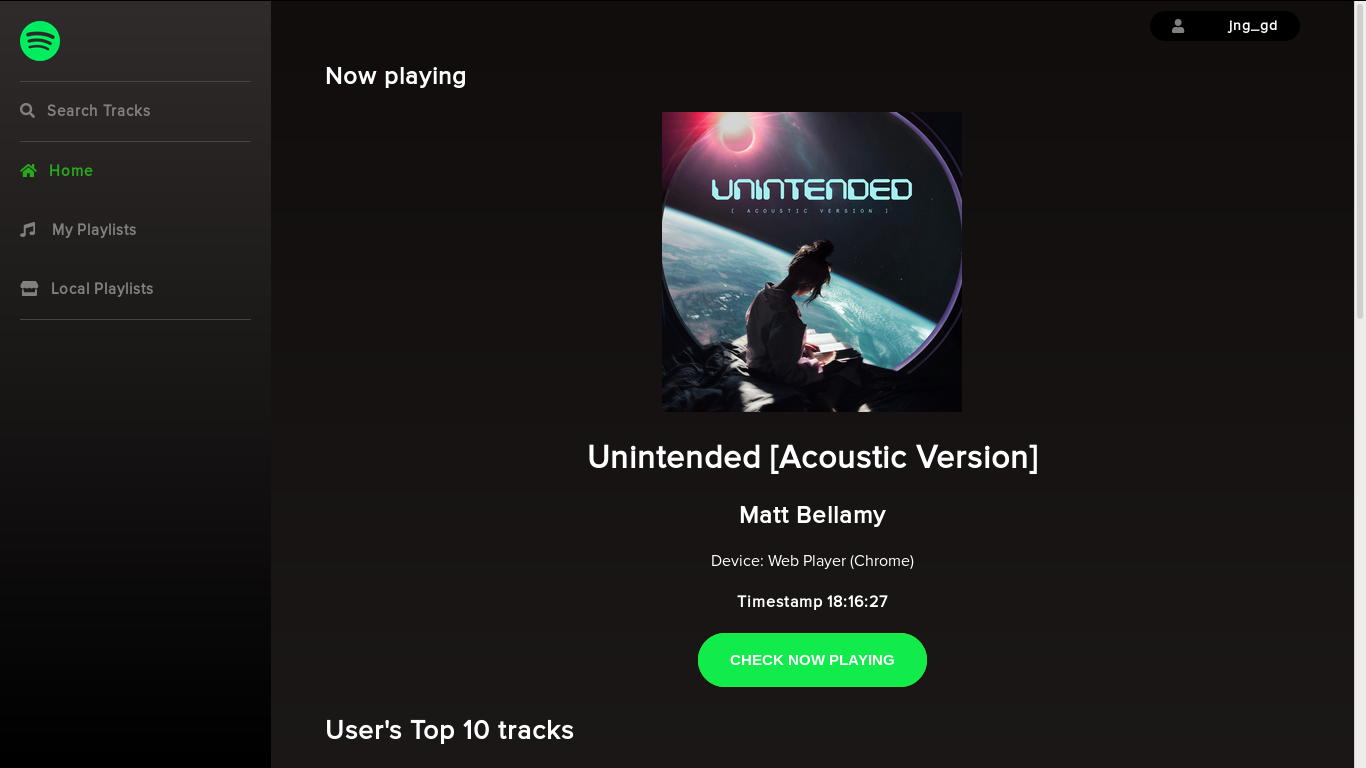 jng_gd
Search Tracks
Home
My Playlists
Local Playlists
Now playing
UNINTENDED
[ ACOUSTIC VERSION ]
Unintended [Acoustic Version]
Matt Bellamy
Device: Web Player (Chrome)
Timestamp 18:16:27
CHECK NOW PLAYING
User's Top 10 tracks